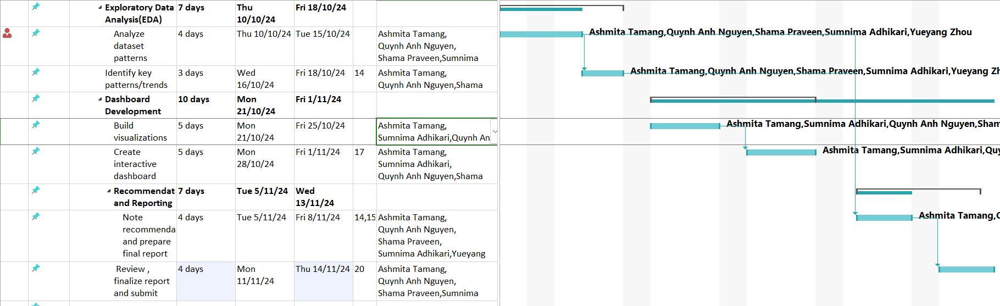 Exploratory Data
Analysis(EDA)
7 days
Thu
10/10/24
Fri 18/10/24
Analyze
dataset
patterns
4 days
Thu 10/10/24
Tue 15/10/24
Ashmita Tamang,
Quynh Anh Nguyen,
Shama Praveen,Sumnima
Ashmita Tamang,Quynh Anh Nguyen,Shama Praveen,Sumnima Adhikari,Yueyang Zhou
Identify key
patterns/trends
3 days
Wed
16/10/24
Fri 18/10/24
14
Ashmita Tamang,
Quynh Anh Nguyen,Shama
Ashmita Tamang,Quynh Anh Nguyen,Shama Praveen,Sumnima Adhikari,Yueyang Zh
Dashboard
Development
10 days
Mon
21/10/24
Fri 1/11/24
Build
visualizations
5 days
Mon
21/10/24
Fri 25/10/24
Ashmita Tamang,
Sumnima Adhikari,Quynh An
Ashmita Tamang,Sumnima Adhikari,Quynh Anh Nguyen,Sham
Create
interactive
dashboard
5 days
Mon
28/10/24
Fri 1/11/24
17
Ashmita Tamang,
Sumnima Adhikari,
Quynh Anh Nguyen,Shama
Ashmita Tamang,Sumnima Adhikari,Quy
Recommendati
and Reporting
7 days
Tue 5/11/24
Wed
13/11/24
Note
recommenda
and prepare
final report
4 days
Tue 5/11/24
Fri 8/11/24
14,15
Ashmita Tamang,
Quynh Anh Nguyen,
Shama Praveen,
Sumnima Adhikari,Yueyang
Ashmita Tamang,Q
Review ,
finalize report
and submit
4 days
Mon
11/11/24
Thu 14/11/24
20
Ashmita Tamang,
Quynh Anh Nguyen,
Shama Praveen,Sumnima